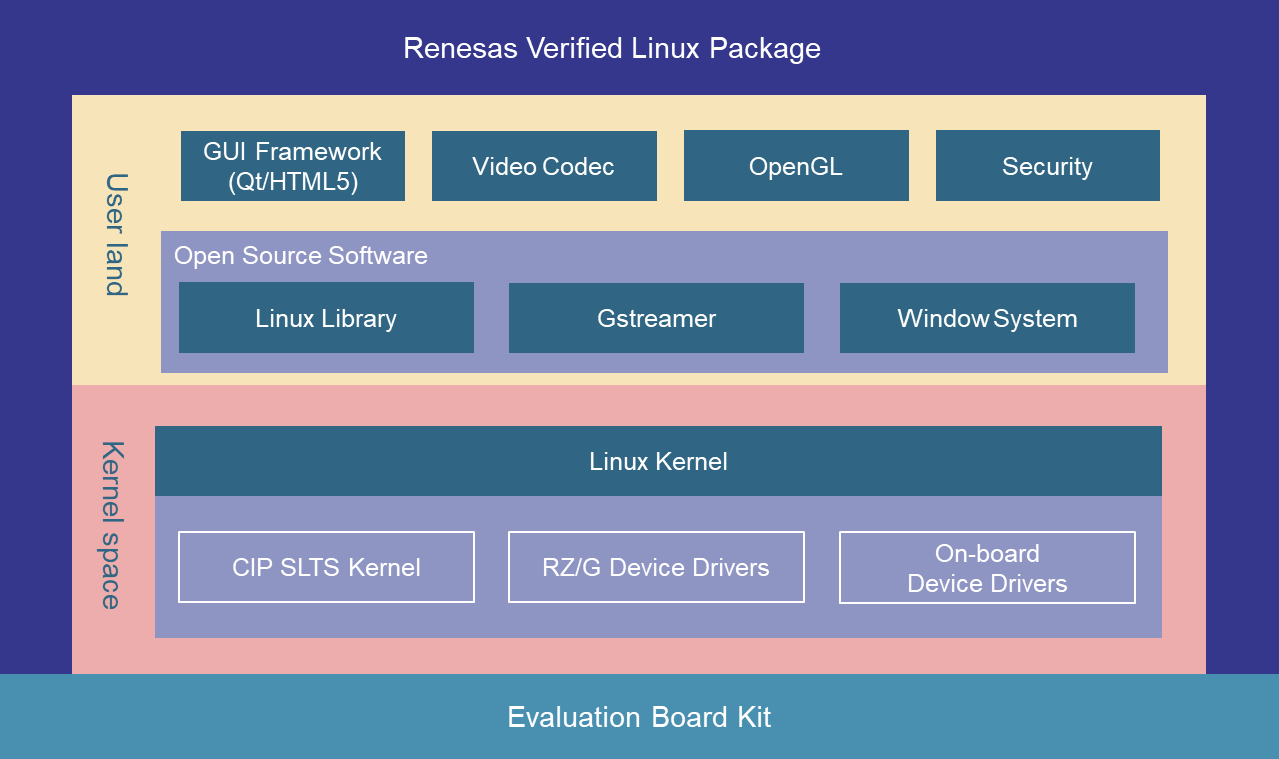 Renesas Verified Linux Package
User land
GUI Framework
(Qt/HTML5)
Video Codec
OpenGL
Security
Open Source Software
Linux Library
Gstreamer
Window System
Kernel space
Linux Kernel
CIP SLTS Kernel
RZ/G Device Drivers
On-board
Device Drivers
Evaluation Board Kit